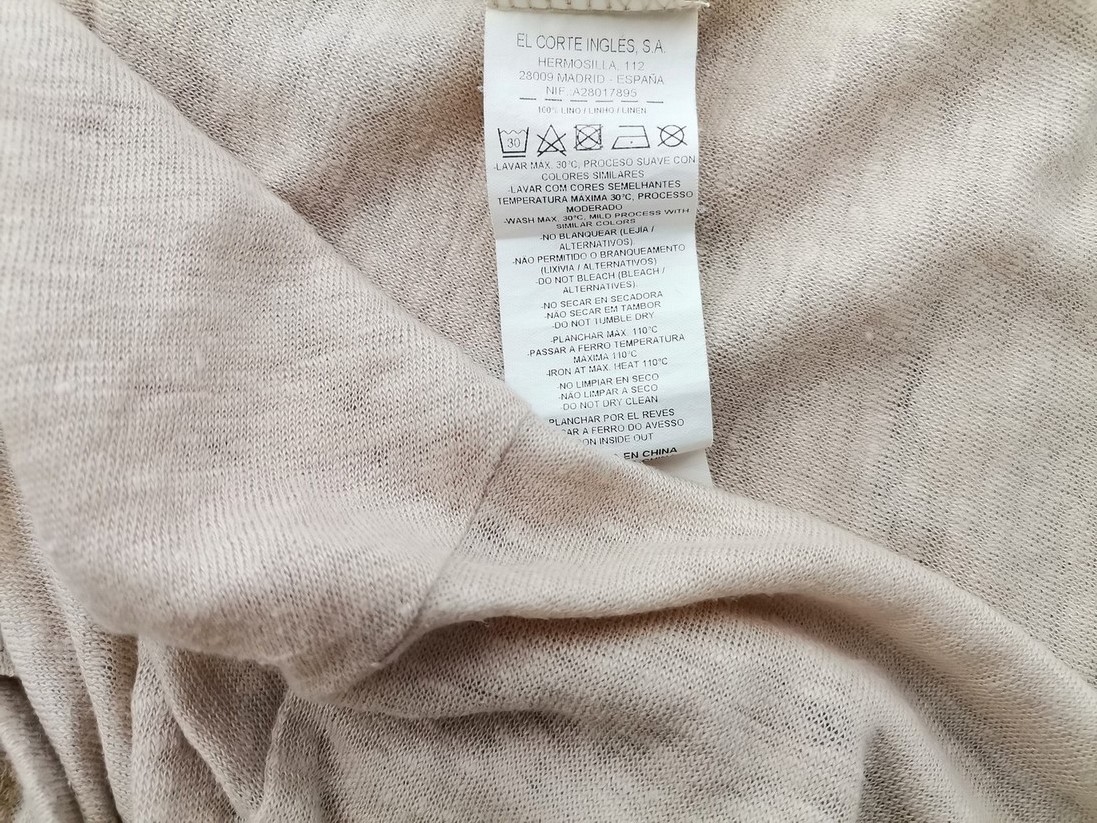 EL CORTE INGLES, S.A.
HERMOSILLA, 112
28009 MADRID - ESPAÑA
NIF.:A28017895
100% LINO / LINHO / LINEN
30
-LAVAR MAX. 30°C, PROCESO SUAVE CON
COLORES SIMILARES
-LAVAR COM CORES SEMELHANTES
TEMPERATURA MAXIMA 30°C, PROCESSO
MODERADO
-WASH MAX. 30°C, MILD PROCESS WITH
SIMILAR COLORS
-NO BLANQUEAR (LEJÍA /
ALTERNATIVOS)
-NÃO PERMITIDO O BRANQUEAMENTO
(LIXIVIA / ALTERNATIVOS)
-DO NOT BLEACH (BLEACH /
ALTERNATIVES)
-NO SECAR EN SECADORA
-NÃO SECAR EM TAMBOR
-DO NOT TUMBLE DRY
-PLANCHAR MAX. 110°C
-PASSAR A FERRO TEMPERATURA
MAXIMA 110°C
-IRON AT MAX. HEAT 110°C
-NO LIMPIAR EN SECO
-NÃO LIMPAR A SECO
-DO NOT DRY CLEAN
PLANCHAR POR EL REVES
AR A FERRO DO AVESSO
ON INSIDE OUT
EN CHINA